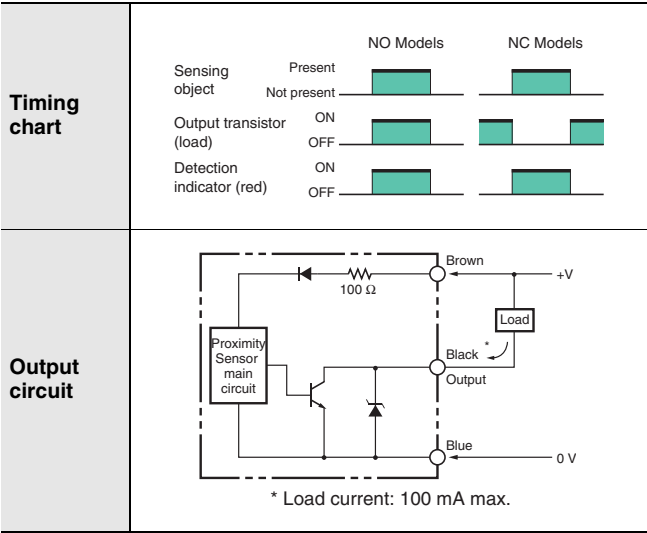 NO Models NC Models
Timing
chart
Sensing
object
Present
Not present
Output transistor
(load)
ON
OFF
Detection
indicator (red)
ON
OFF
Output
circuit
Brown
+V
100 Ω
Load
Proximity
Sensor
main
circuit
Black
*
Output
Blue
0 V
* Load current: 100 mA max.